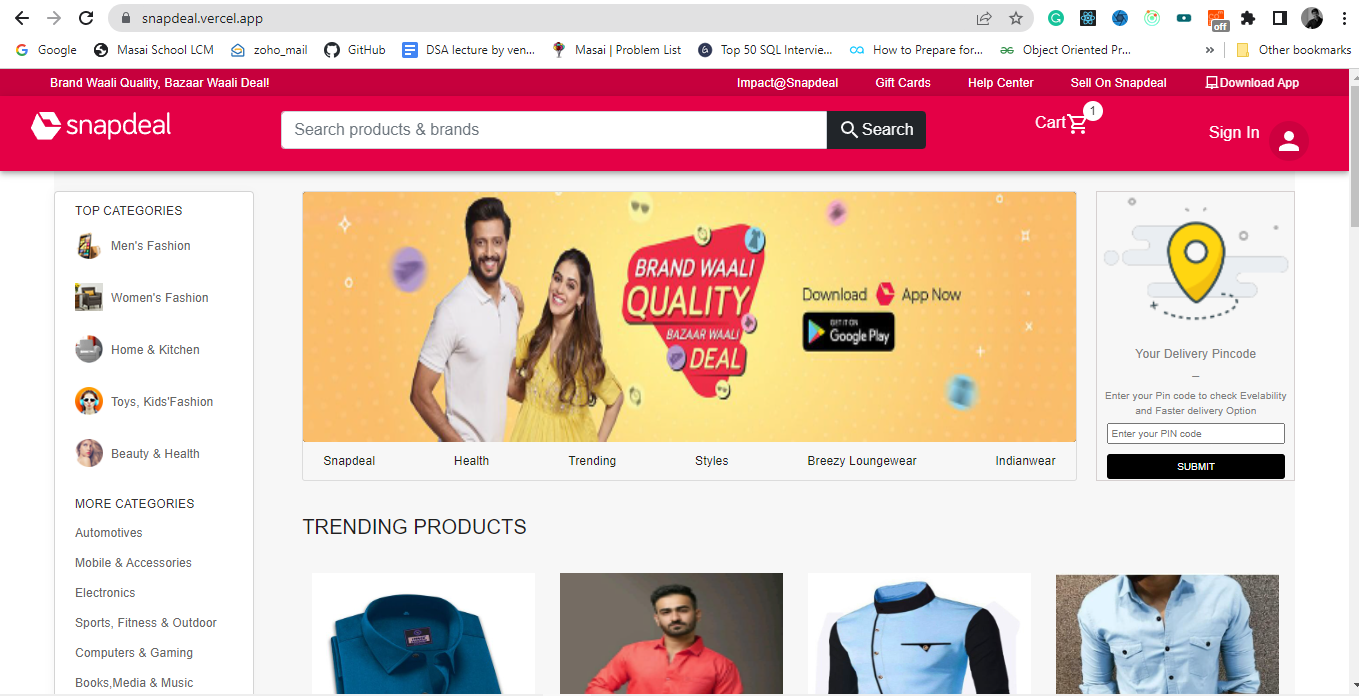 snapdeal.vercel.app
off
Google
Masai School LCM
zoho_mail
GitHub
DSA lecture by ven...
Masai | Problem List
Top 50 SQL Intervie...
How to Prepare for...
Object Oriented Pr...
»
Other bookmarks
Brand Waali Quality, Bazaar Waali Deal!
Impact@Snapdeal
Gift Cards
Help Center
Sell On Snapdeal
Download App
snapdeal
Search products & brands
Search
Cart
1
Sign In
TOP CATEGORIES
Men's Fashion
Women's Fashion
Home & Kitchen
Toys, Kids'Fashion
Beauty & Health
MORE CATEGORIES
Automotives
Mobile & Accessories
Electronics
Sports, Fitness & Outdoor
Computers & Gaming
Books,Media & Music
BRAND WAALI
QUALITY
BAZAAR WAALI
DEAL
Download App Now
GET IT ON
Google Play
Snapdeal
Health
Trending
Styles
Breezy Loungewear
Indianwear
Your Delivery Pincode
_
Enter your Pin code to check Evelability
and Faster delivery Option
Enter your PIN code
SUBMIT
TRENDING PRODUCTS